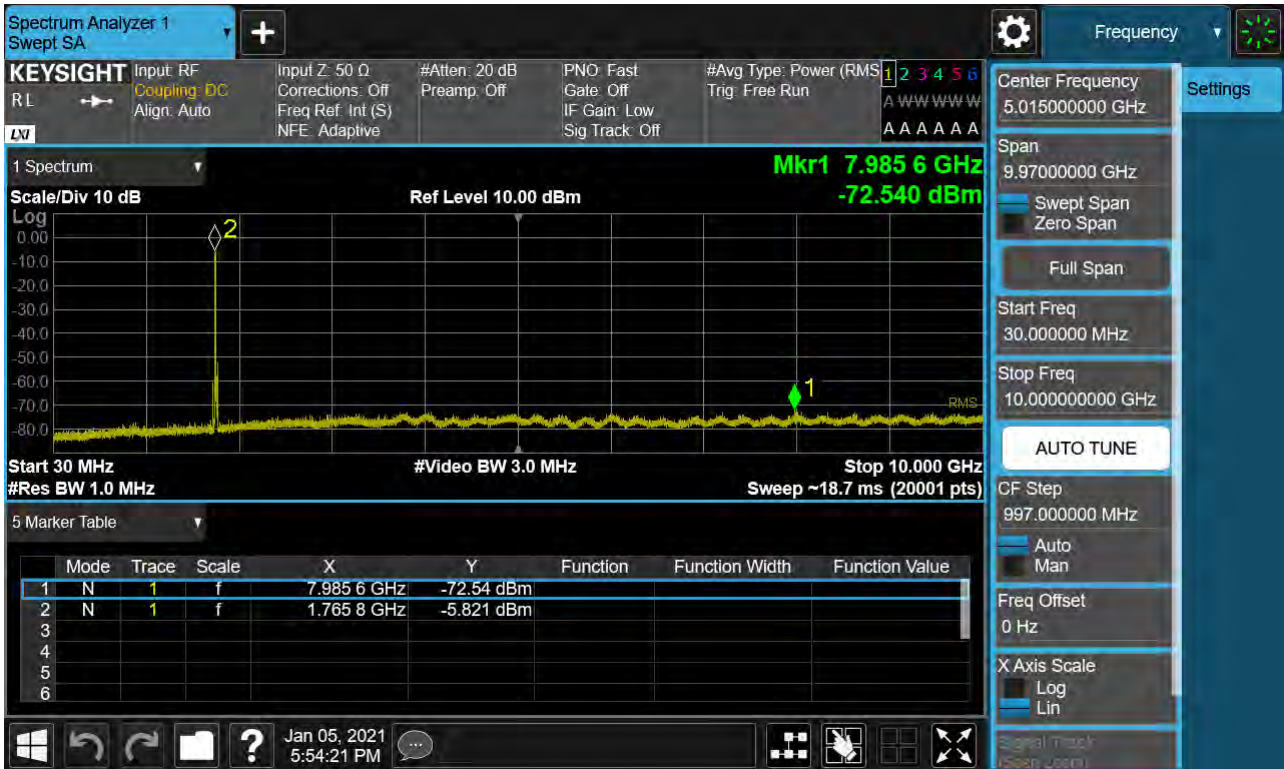 Spectrum Analyzer 1
Swept SA
Frequency
KEYSIGHT
RL
LXI
Input: RF
Coupling: DC
Align: Auto
Input Z: 50 Ω
Corrections: Off
Freq Ref: Int (S)
NFE: Adaptive
#Atten: 20 dB
Preamp: Off
PNO: Fast
Gate: Off
IF Gain: Low
Sig Track: Off
#Avg Type: Power (RMS
Trig: Free Run
1 2 3 4 5 6
A W W W W W
A A A A A A
1 Spectrum
Mkr1 7.985 6 GHz
Scale/Div 10 dB
Ref Level 10.00 dBm
-72.540 dBm
Log
0.00
-10.0
-20.0
-30.0
-40.0
-50.0
-60.0
-70.0
-80.0
2
1
RMS
Start 30 MHz
#Video BW 3.0 MHz
Stop 10.000 GHz
#Res BW 1.0 MHz
Sweep ~18.7 ms (20001 pts)
5 Marker Table
Mode Trace Scale X Y Function Function Width Function Value
1 N 1 f 7.985 6 GHz -72.54 dBm
2 N 1 f 1.765 8 GHz -5.821 dBm
3
4
5
6
Jan 05, 2021
5:54:21 PM
Center Frequency
5.015000000 GHz
Settings
Span
9.97000000 GHz
Swept Span
Zero Span
Full Span
Start Freq
30.000000 MHz
Stop Freq
10.000000000 GHz
AUTO TUNE
CF Step
997.000000 MHz
Auto
Man
Freq Offset
0 Hz
X Axis Scale
Log
Lin
Signal Track
(Span Zoom)